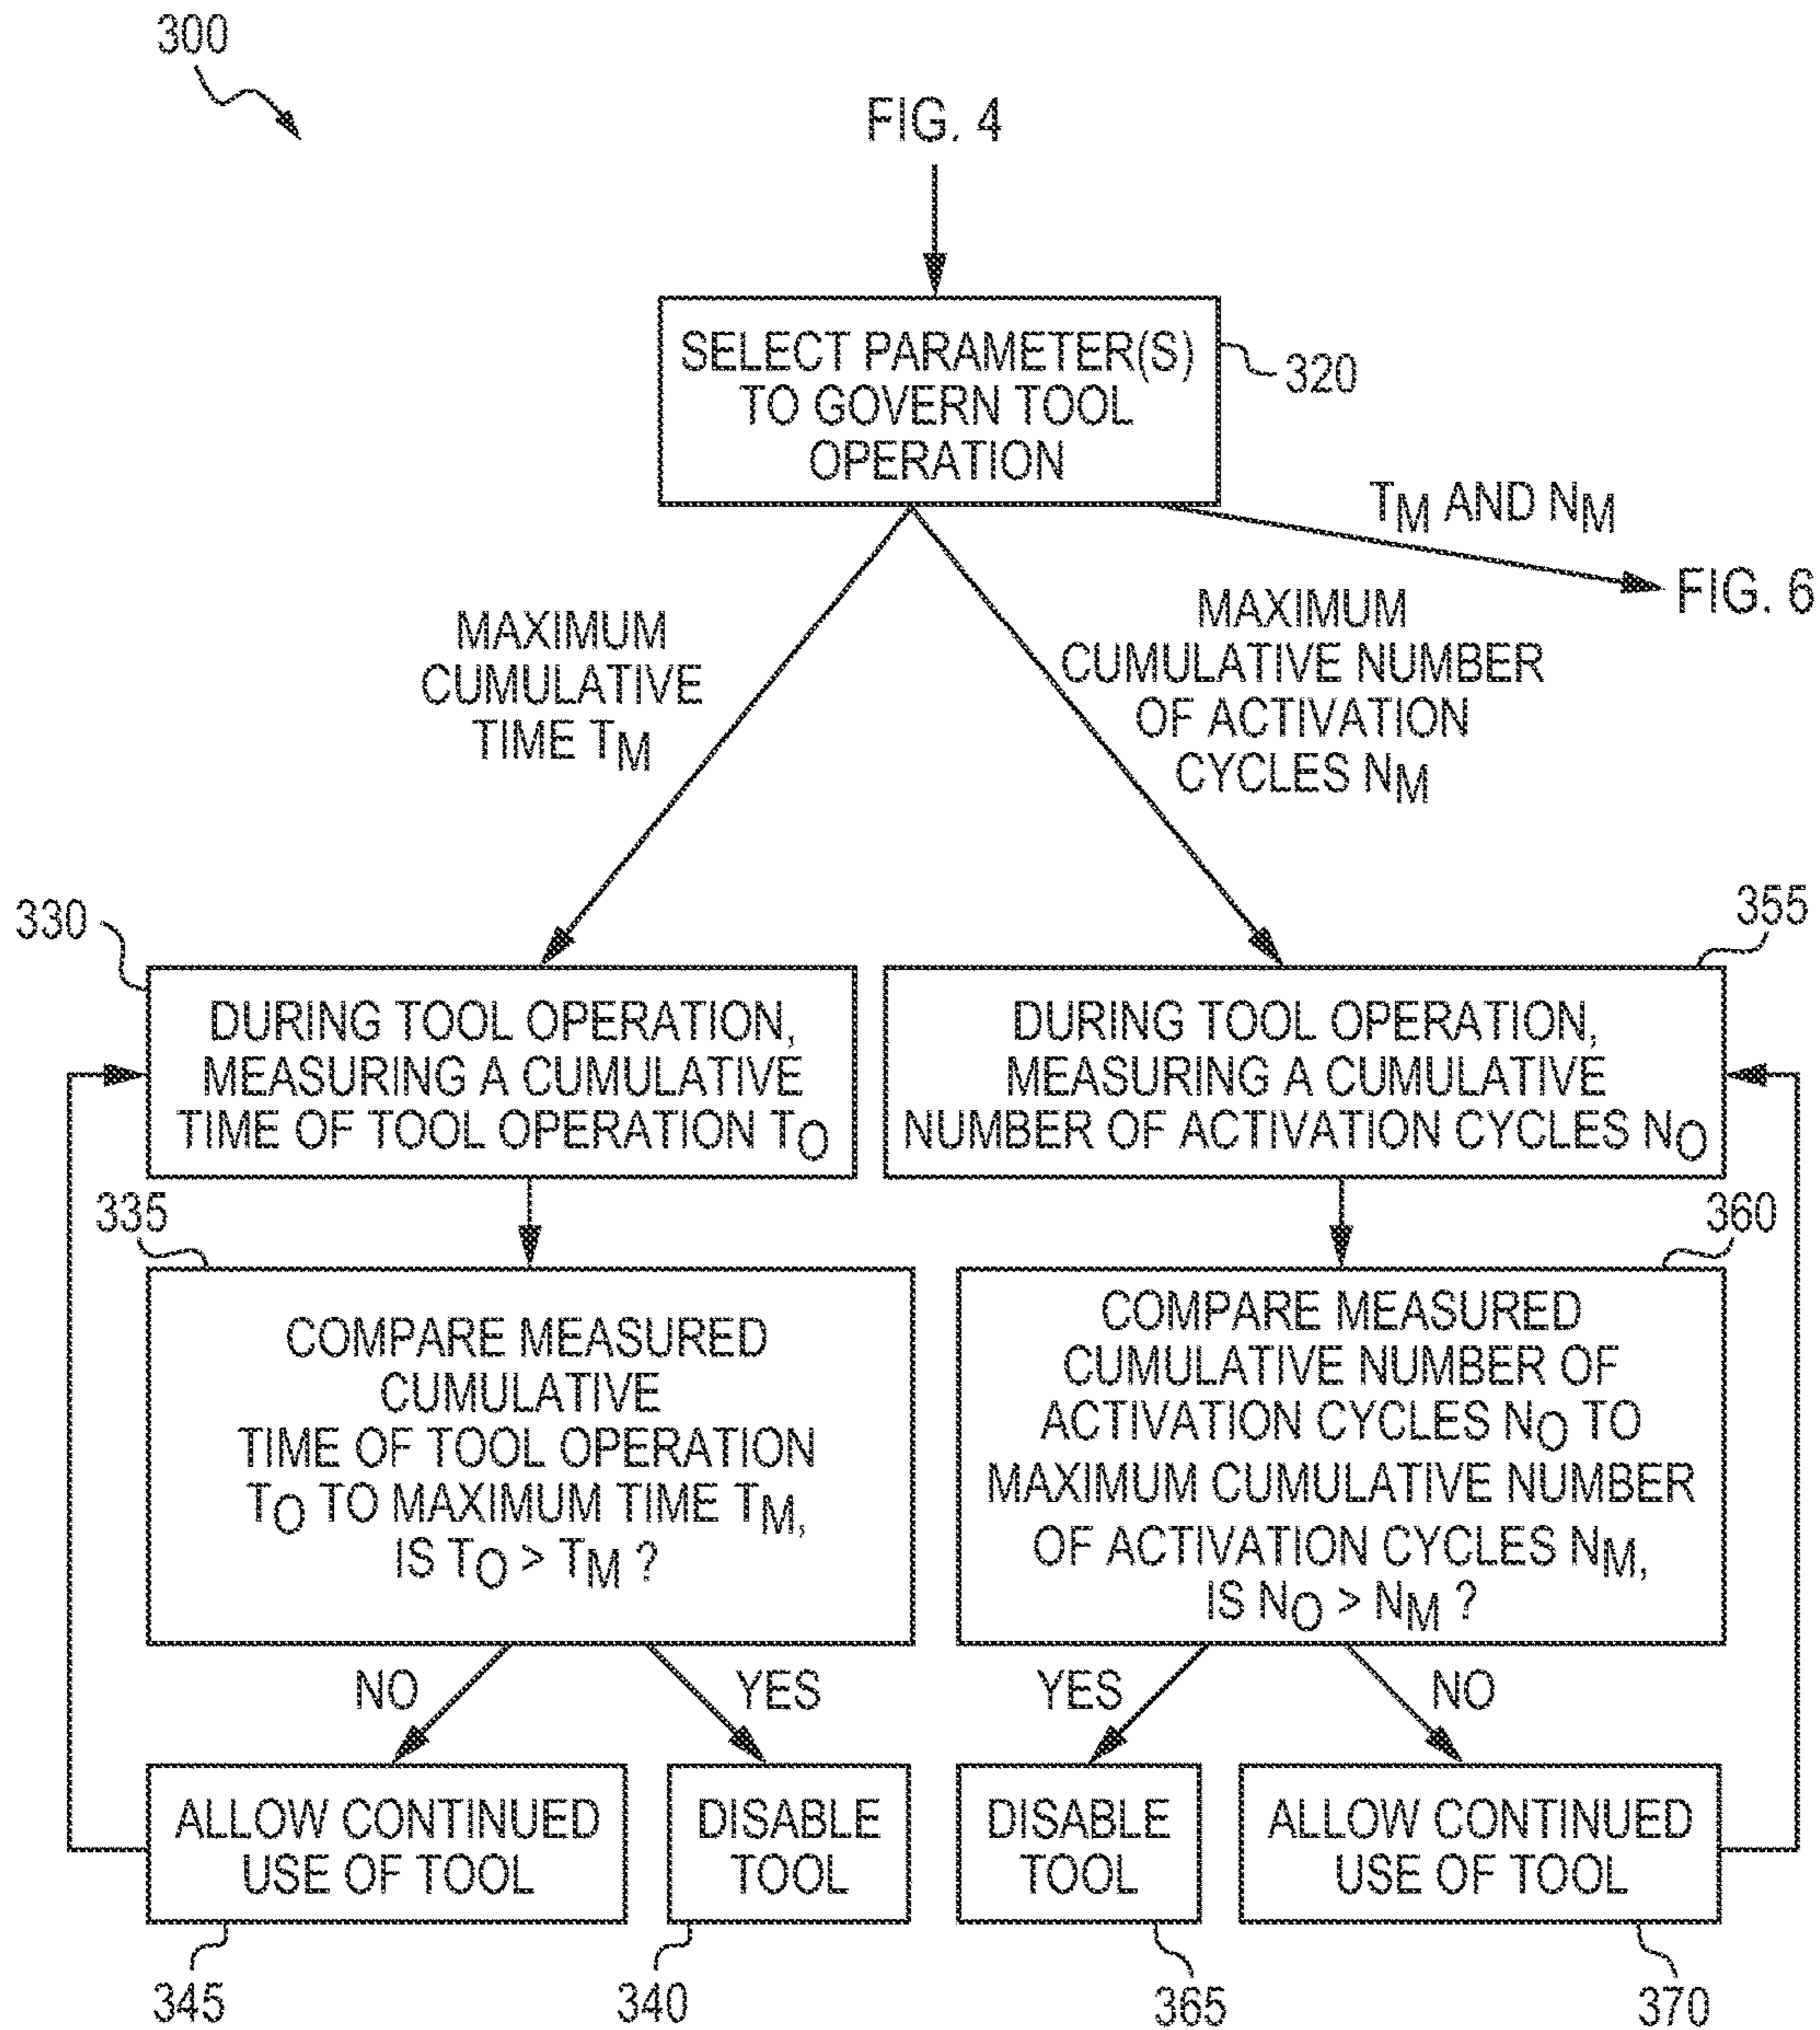 300
FIG. 4
SELECT PARAMETER(S)
TO GOVERN TOOL
OPERATION
320
TM AND NM
FIG. 6
MAXIMUM
CUMULATIVE
TIME TM
MAXIMUM
CUMULATIVE NUMBER
OF ACTIVATION
CYCLES NM
330
DURING TOOL OPERATION,
MEASURING A CUMULATIVE
TIME OF TOOL OPERATION TO
355
DURING TOOL OPERATION,
MEASURING A CUMULATIVE
NUMBER OF ACTIVATION CYCLES NO
335
COMPARE MEASURED
CUMULATIVE
TIME OF TOOL OPERATION
TO TO MAXIMUM TIME TM,
IS TO > TM ?
360
COMPARE MEASURED
CUMULATIVE NUMBER OF
ACTIVATION CYCLES NO TO
MAXIMUM CUMULATIVE NUMBER
OF ACTIVATION CYCLES NM,
IS NO > NM ?
NO
YES
YES
NO
ALLOW CONTINUED
USE OF TOOL
DISABLE
TOOL
DISABLE
TOOL
ALLOW CONTINUED
USE OF TOOL
345
340
365
370